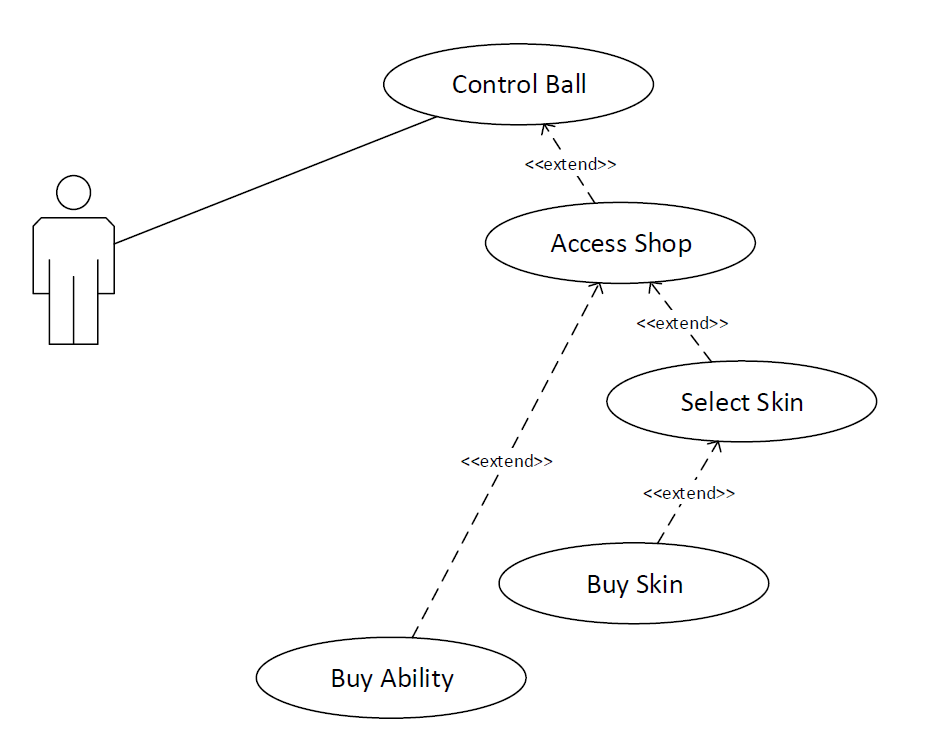 Control Ball
<<extend>>
Access Shop
<<extend>>
Select Skin
<<extend>>
<<extend>>
Buy Skin
Buy Ability